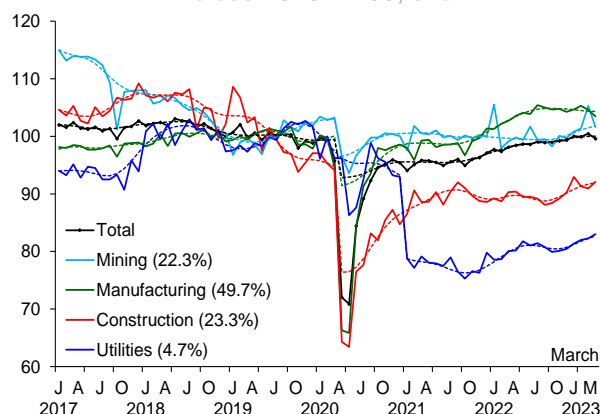 120
110
100
90
80
70
60
Total
Mining (22.3%)
Manufacturing (49.7%)
Construction (23.3%)
Utilities (4.7%)
March
J A J O J A J O J A J O J A J O J A J O J A J O J M
2017 2018 2019 2020 2021 2022 2023